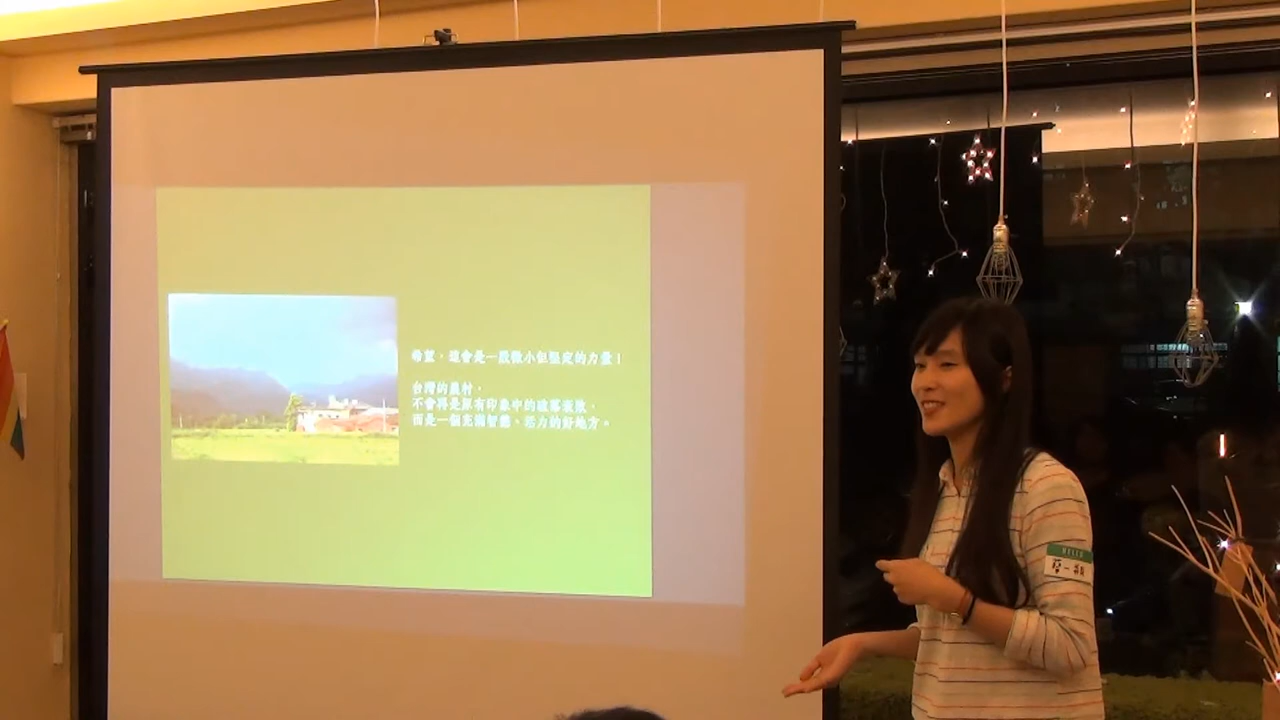 希望，這會是一股微小但堅定的力量！
台灣的農村，
不會再是原有印象中的破落衰敗，
而是一個充滿智慧、活力的好地方。
HELLO